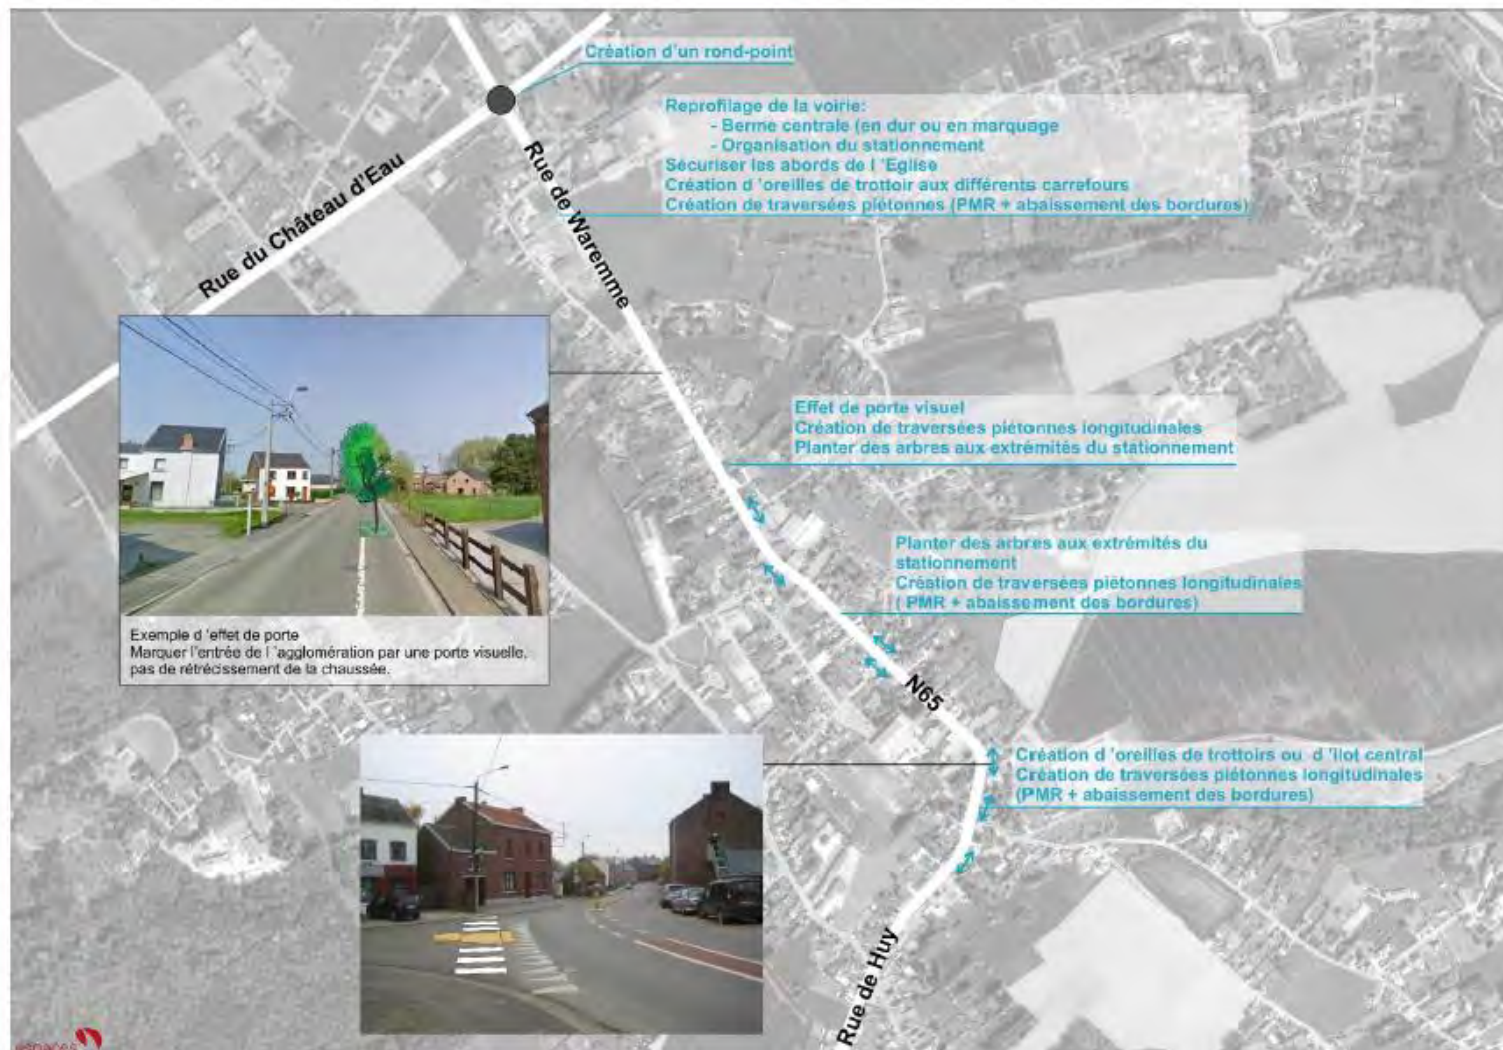 Création d'un rond-point
Reprofilage de la voirie:
- Berme centrale (en dur ou en marquage
- Organisation du stationnement
Sécuriser les abords de l 'Eglise
Création d 'oreilles de trottoir aux différents carrefours
Création de traversées piétonnes (PMR + abaissement des bordures)
Rue du Château d'Eau
Rue de Waremme
Effet de porte visuel
Création de traversées piétonnes longitudinales
Planter des arbres aux extrémités du stationnement
Planter des arbres aux extrémités du
stationnement
Création de traversées piétonnes longitudinales
( PMR + abaissement des bordures)
Exemple d 'effet de porte
Marquer l'entrée de l 'agglomération par une porte visuelle,
pas de rétrécissement de la chaussée.
N65
Création d 'oreilles de trottoirs ou d 'ilot central
Création de traversées piétonnes longitudinales
(PMR + abaissement des bordures)
Rue de Huy
espaces